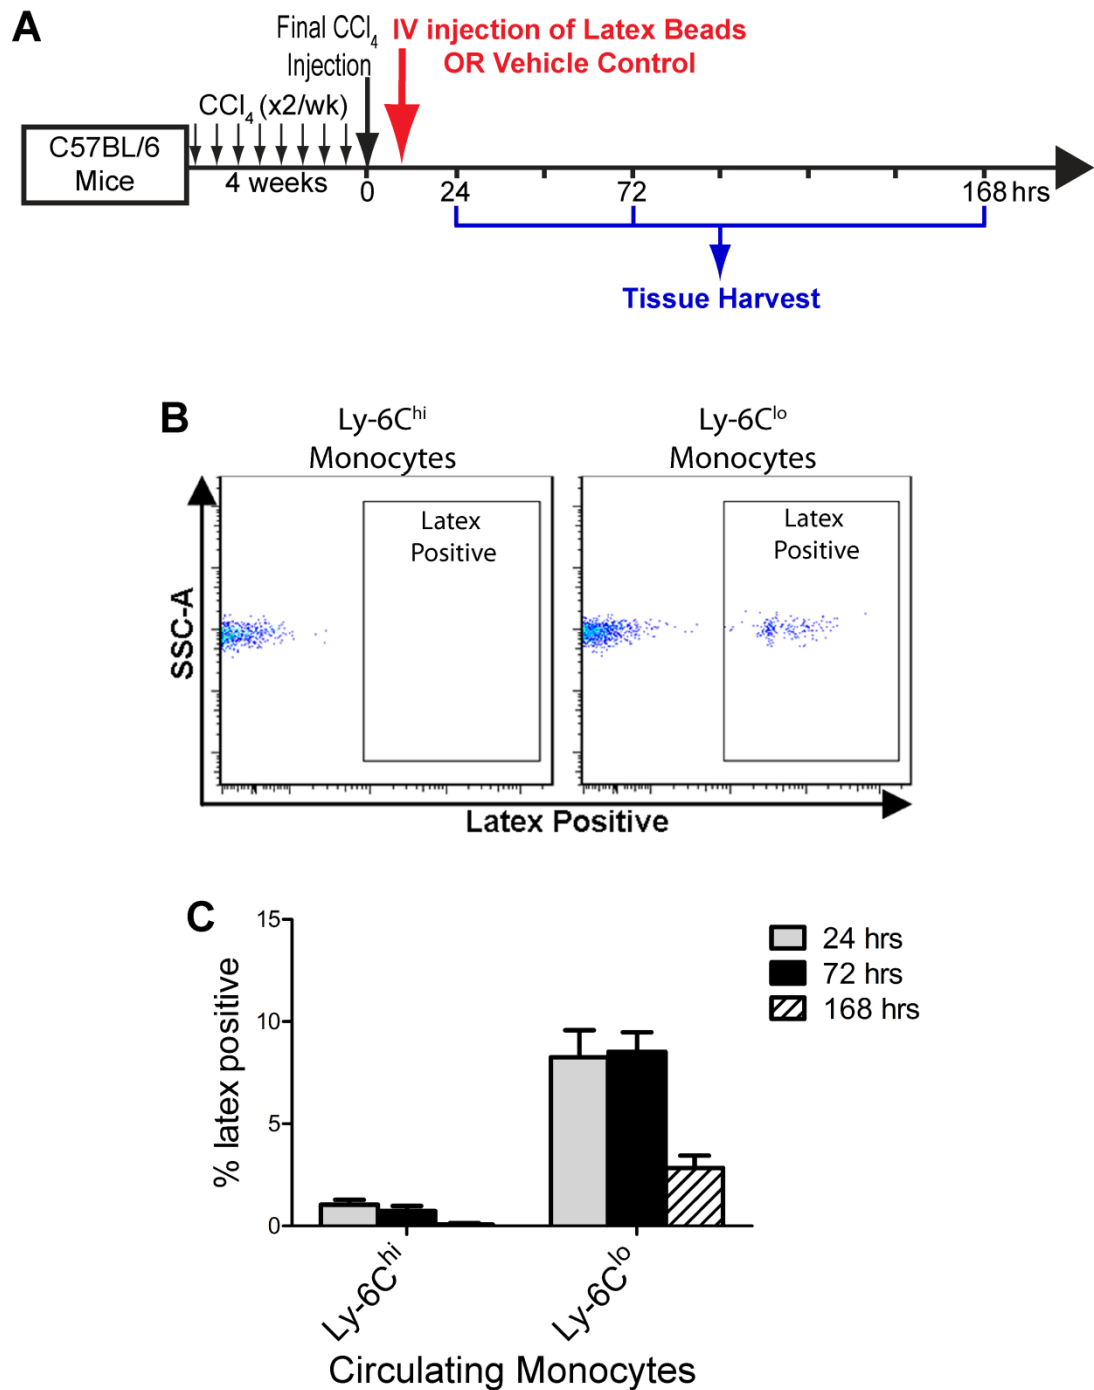 A
Final CCl₄
Injection
IV injection of Latex Beads
OR Vehicle Control
CCl₄ (x2/wk)
C57BL/6
Mice
4 weeks
0
24
72
168 hrs
Tissue Harvest
B
Ly-6Cʰⁱ
Monocytes
Ly-6Cˡᵒ
Monocytes
Latex
Positive
Latex
Positive
SSC-A
Latex Positive
C
15
10
5
0
% latex positive
24 hrs
72 hrs
168 hrs
Ly-6Cʰⁱ
Ly-6Cˡᵒ
Circulating Monocytes